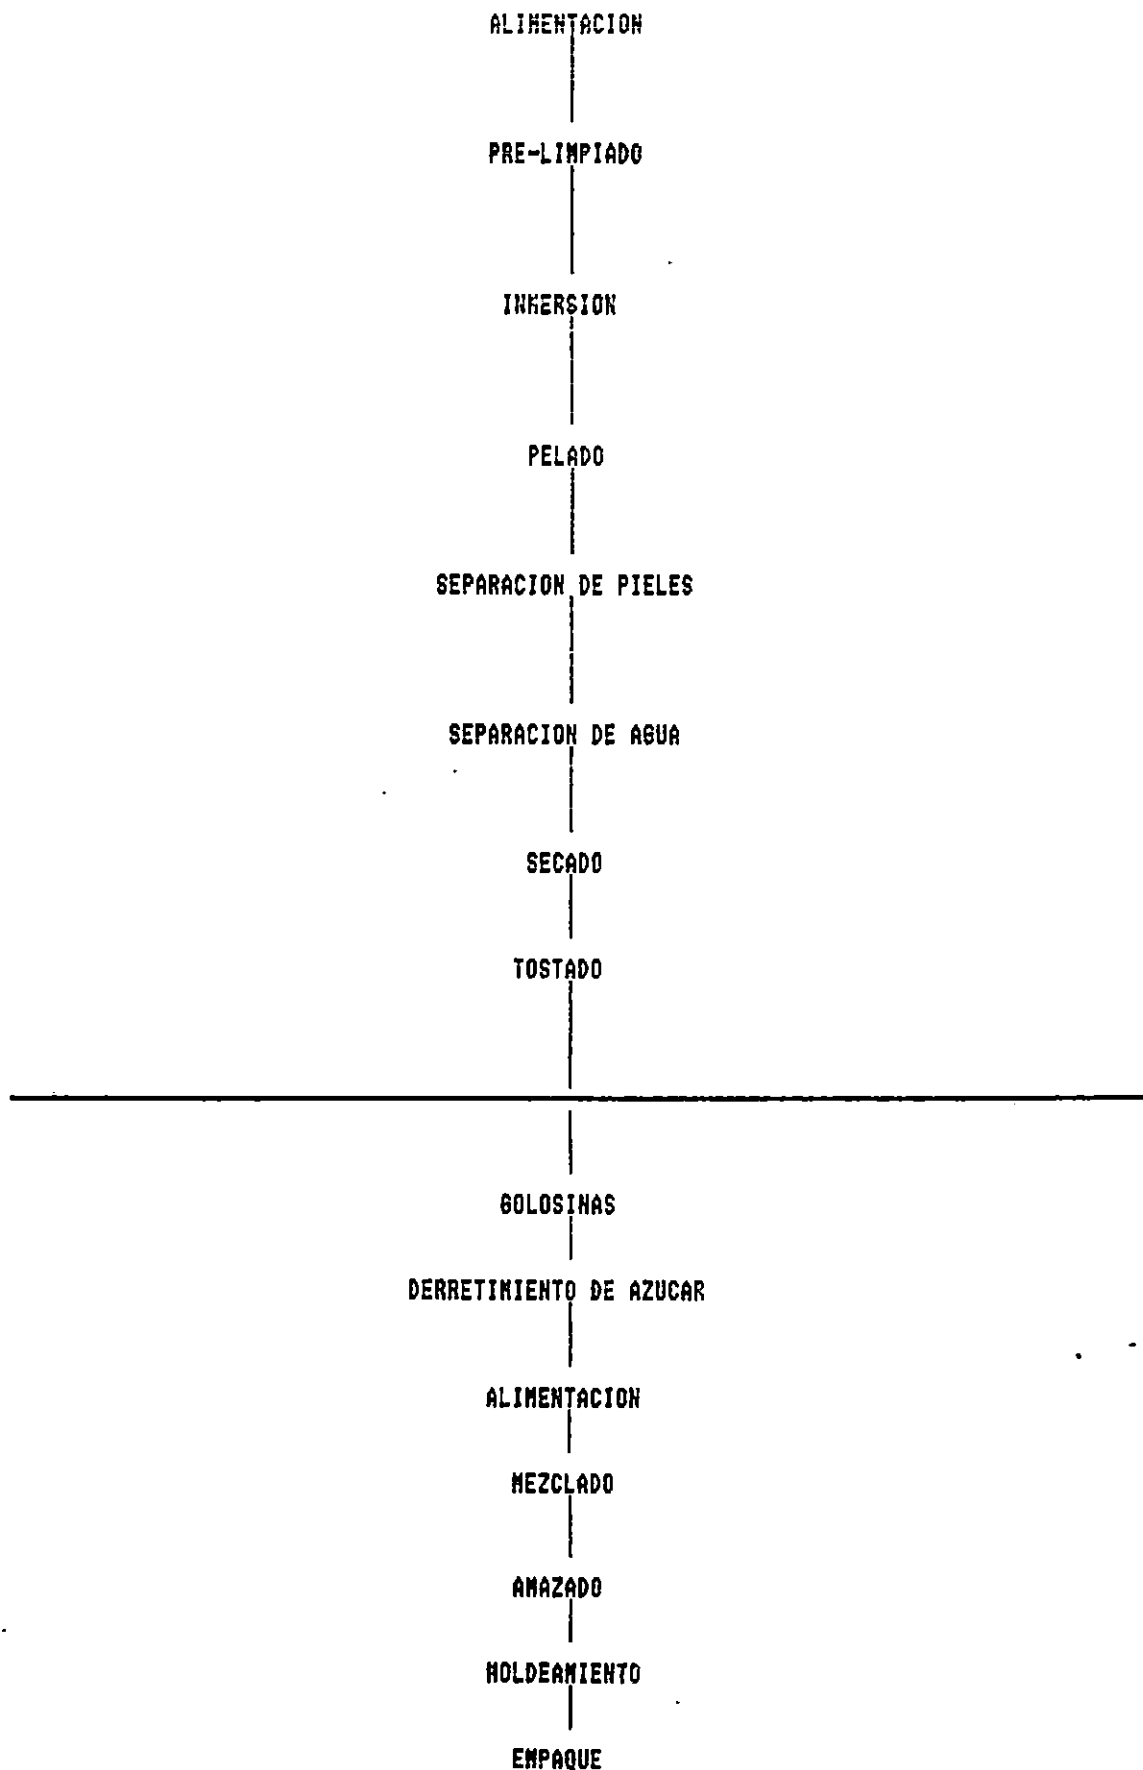 ALIMENTACION
PRE-LIMPIADO
INMERSION
PELADO
SEPARACION DE PIELES
SEPARACION DE AGUA
SECADO
TOSTADO
GOLOSINAS
DERRETIMIENTO DE AZUCAR
ALIMENTACION
MEZCLADO
AMAZADO
MOLDEAMIENTO
EMPAQUE